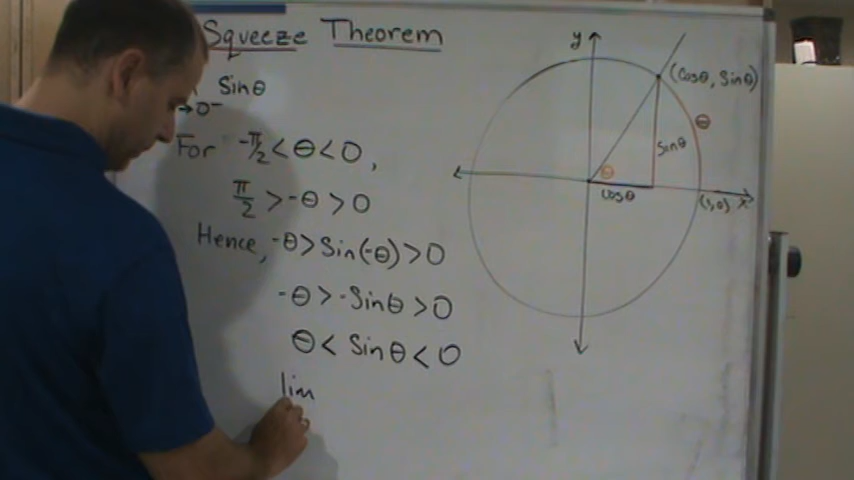 Squeeze Theorem
Sinθ
→0⁻
For -π/2 < θ < 0,
π/2 > -θ > 0
Hence, -θ > Sin(-θ) > 0
-θ > -Sinθ > 0
θ < Sinθ < 0
lim
y
(Cosθ, Sinθ)
θ
Sinθ
θ
Cosθ
(1,0)
x